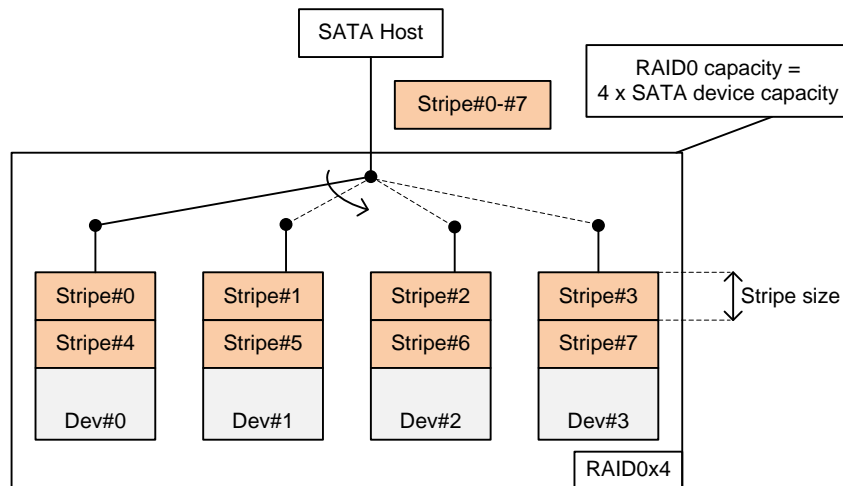 SATA Host
RAID0 capacity =
4 x SATA device capacity
Stripe#0-#7
Stripe#0
Stripe#1
Stripe#2
Stripe#3
Stripe size
Stripe#4
Stripe#5
Stripe#6
Stripe#7
Dev#0
Dev#1
Dev#2
Dev#3
RAID0x4